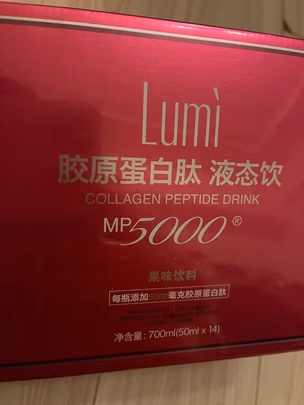 Lumì
胶原蛋白肽 液态饮
COLLAGEN PEPTIDE DRINK
MP5000®
果味饮料
每瓶添加5000毫克胶原蛋白肽
净含量：700ml(50ml x 14)